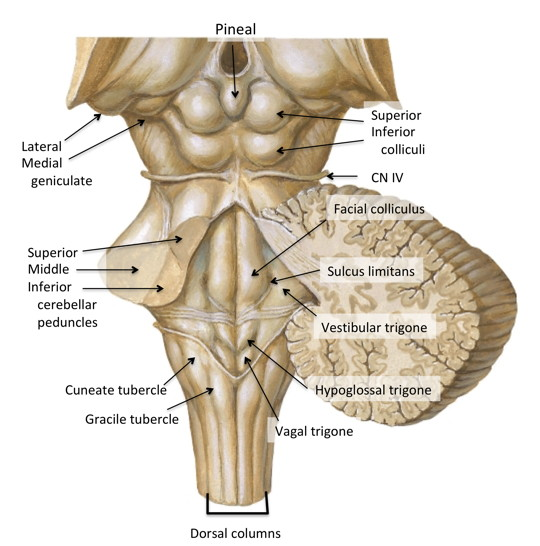 Pineal
Superior
Inferior
colliculi
Lateral
Medial
geniculate
CN IV
Facial colliculus
Superior
Middle
Inferior
cerebellar
peduncles
Sulcus limitans
Vestibular trigone
Cuneate tubercle
Hypoglossal trigone
Gracile tubercle
Vagal trigone
Dorsal columns